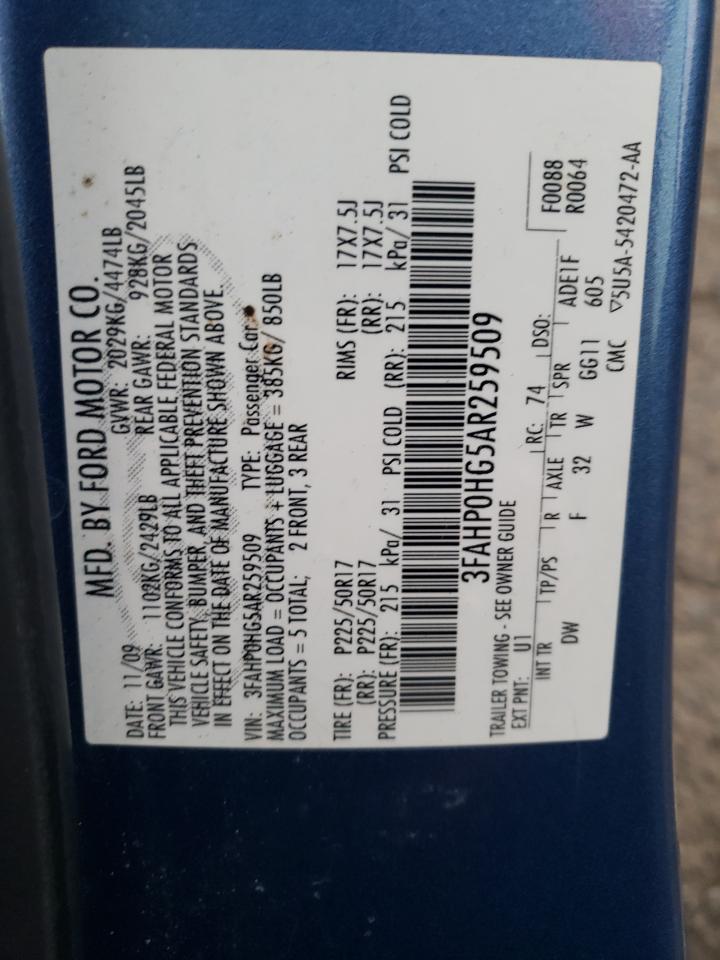 MFD. BY FORD MOTOR CO.
DATE: 11/09 GVWR: 2029KG/4474LB
FRONT GAWR: 1102KG/2429LB REAR GAWR: 928KG/2045LB
THIS VEHICLE CONFORMS TO ALL APPLICABLE FEDERAL MOTOR
VEHICLE SAFETY, BUMPER, AND THEFT PREVENTION STANDARDS
IN EFFECT ON THE DATE OF MANUFACTURE SHOWN ABOVE.
VIN: 3FAHP0HG5AR259509 TYPE: Passenger Car
MAXIMUM LOAD = OCCUPANTS + LUGGAGE = 385KG/ 850LB
OCCUPANTS = 5 TOTAL; 2 FRONT, 3 REAR
TIRE (FR): P225/50R17 RIMS (FR): 17X7.5J
(RR): P225/50R17 (RR): 17X7.5J
PRESSURE (FR): 215 kPa/ 31 PSI COLD (RR): 215 kPa/ 31 PSI COLD
3FAHP0HG5AR259509
TRAILER TOWING - SEE OWNER GUIDE
EXT PNT: U1 RC: 74 DSO: F0088
R0064
INT TR TP/PS R AXLE TR SPR ADE1F
DW F 32 W GG11 605
CMC ▽5U5A-5420472-AA